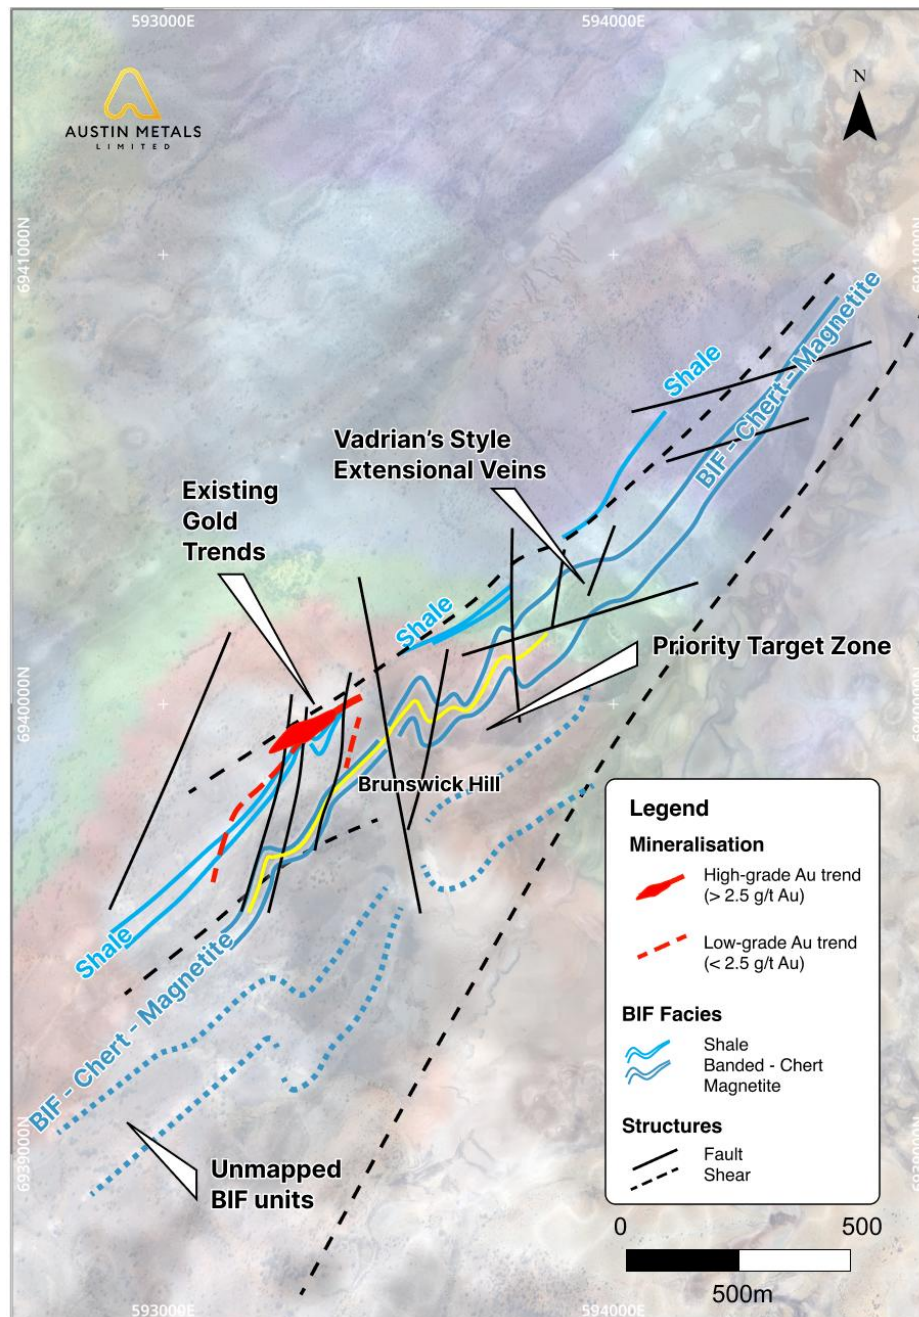 593000E
594000E
AUSTIN METALS
LIMITED
N
6941000N
6941000N
Shale
BIF - Chert - Magnetite
Vadrian's Style
Extensional Veins
Existing
Gold
Trends
Shale
Priority Target Zone
6940000N
Brunswick Hill
Shale
BIF - Chert - Magnetite
Unmapped
BIF units
6939000N
Legend
Mineralisation
High-grade Au trend
(> 2.5 g/t Au)
Low-grade Au trend
(< 2.5 g/t Au)
BIF Facies
Shale
Banded - Chert
Magnetite
Structures
Fault
Shear
0
500
500m
593000E
594000E